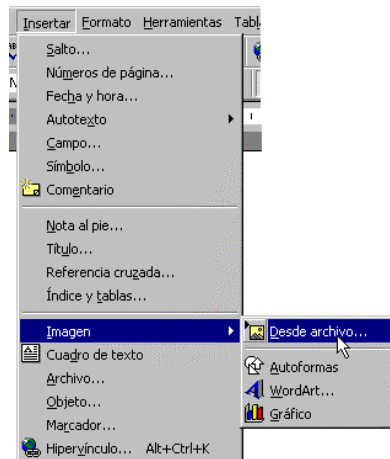 Insertar Formato Herramientas Tabl
Salto...
Números de página...
Fecha y hora...
Autotexto
Campo...
Símbolo...
Comentario
Nota al pie...
Título...
Referencia cruzada...
Índice y tablas...
Imagen
Desde archivo...
Cuadro de texto
Autoformas
Archivo...
WordArt...
Objeto...
Gráfico
Marcador...
Hipervínculo... Alt+Ctrl+K